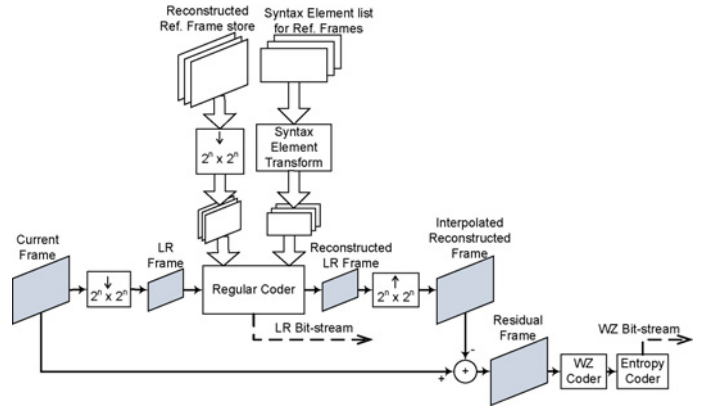 Reconstructed
Ref. Frame store
Syntax Element list
for Ref. Frames
↓
2ⁿ x 2ⁿ
Syntax
Element
Transform
Current
Frame
↓
2ⁿ x 2ⁿ
LR
Frame
Regular Coder
Reconstructed
LR Frame
↑
2ⁿ x 2ⁿ
Interpolated
Reconstructed
Frame
LR Bit-stream
Residual
Frame
WZ Bit-stream
-
+
+
WZ
Coder
Entropy
Coder